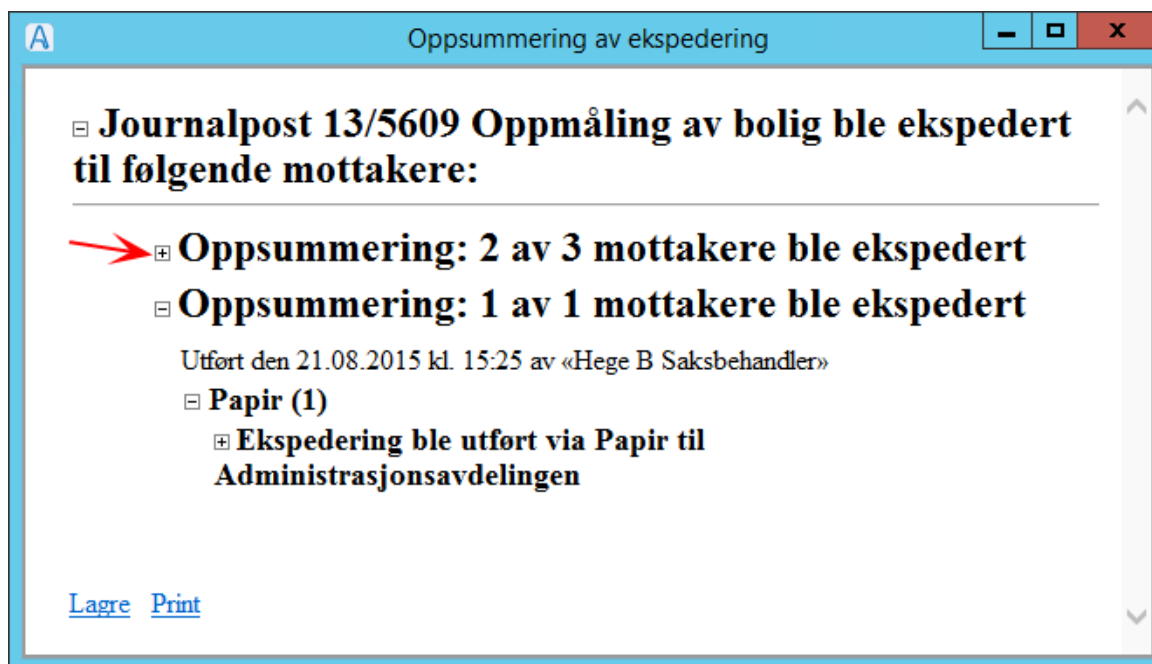 Oppsummering av ekspedering
Journalpost 13/5609 Oppmåling av bolig ble ekspedert
til følgende mottakere:
Oppsummering: 2 av 3 mottakere ble ekspedert
Oppsummering: 1 av 1 mottakere ble ekspedert
Utført den 21.08.2015 kl. 15:25 av «Hege B Saksbehandler»
Papir (1)
Ekspedering ble utført via Papir til
Administrasjonsavdelingen
Lagre Print